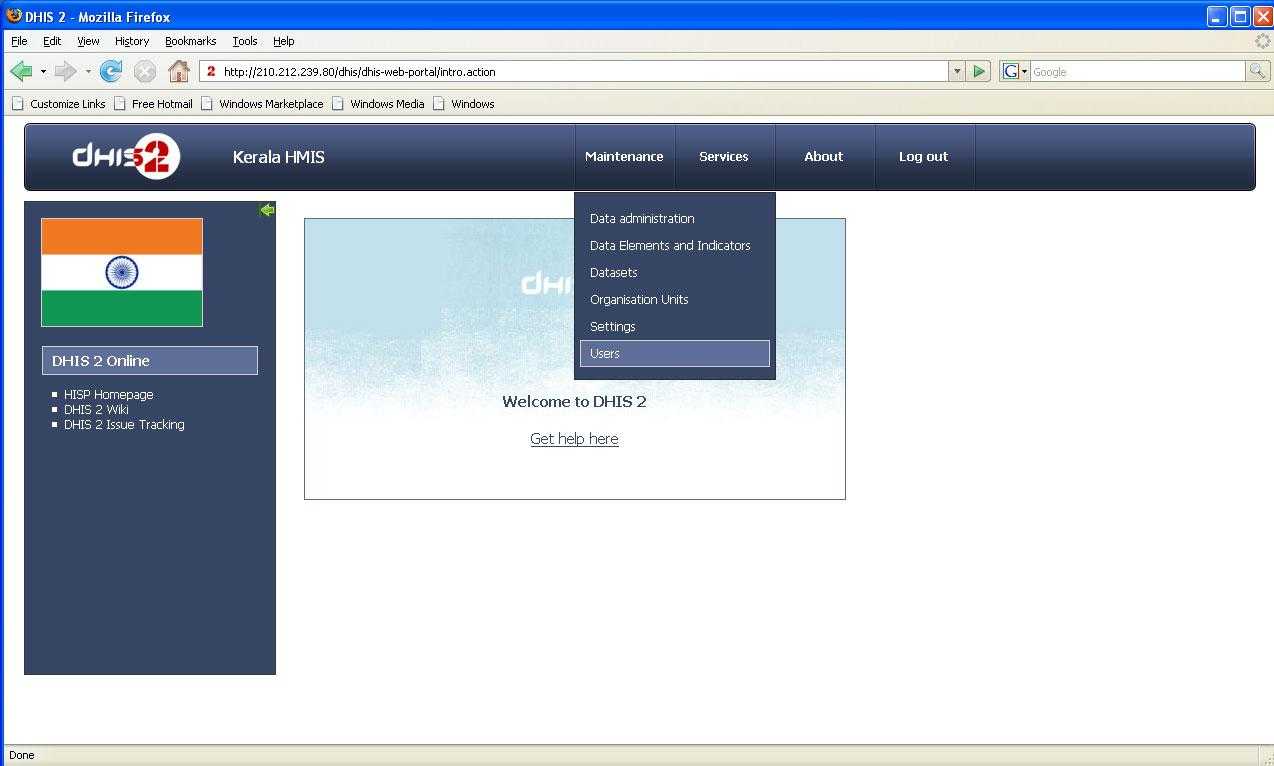 DHIS 2 - Mozilla Firefox
File Edit View History Bookmarks Tools Help
2 http://210.212.239.80/dhis/dhis-web-portal/intro.action G Google
Customize Links Free Hotmail Windows Marketplace Windows Media Windows
dHIS2 Kerala HMIS Maintenance Services About Log out
Data administration
Data Elements and Indicators
Datasets
Organisation Units
Settings
Users
DHIS 2 Online
HISP Homepage
DHIS 2 Wiki
DHIS 2 Issue Tracking
dHI
Welcome to DHIS 2
Get help here
Done